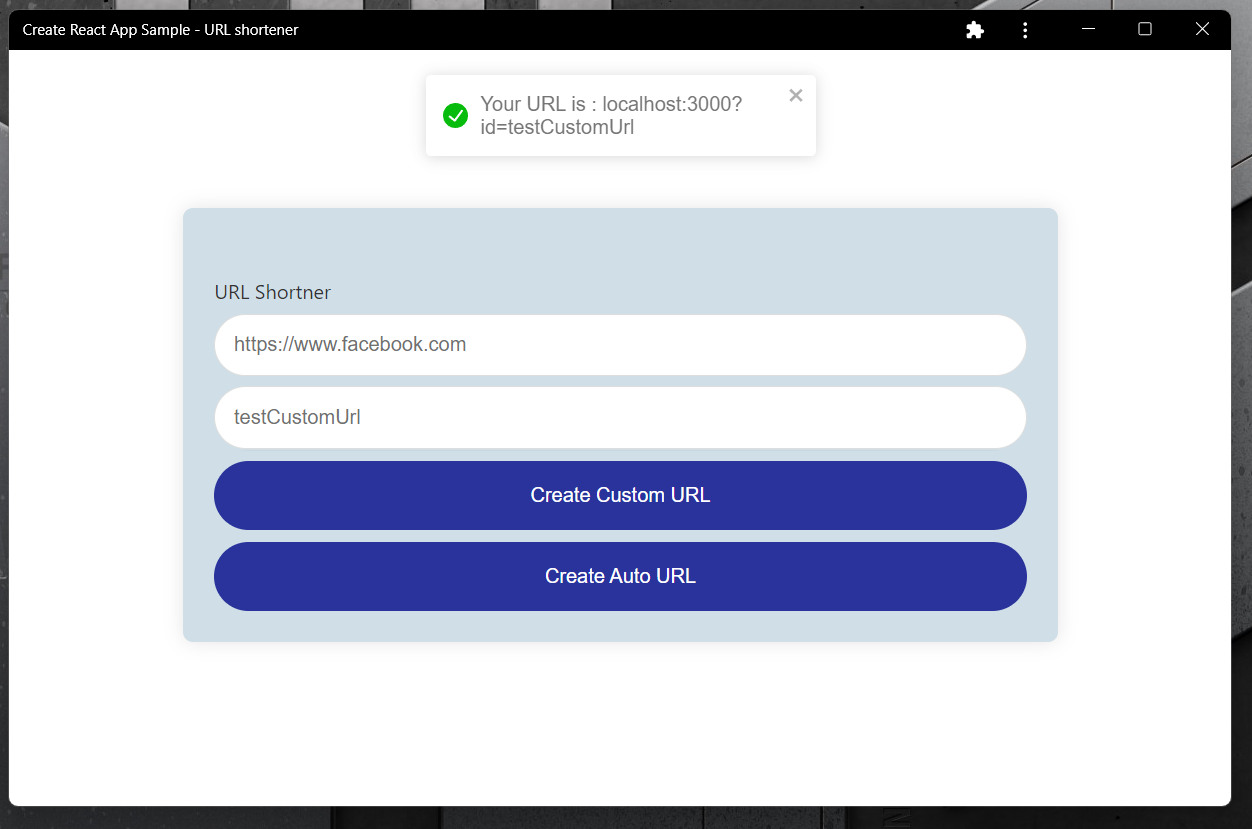 Create React App Sample - URL shortener
Your URL is : localhost:3000?
id=testCustomUrl
URL Shortner
https://www.facebook.com
testCustomUrl
Create Custom URL
Create Auto URL